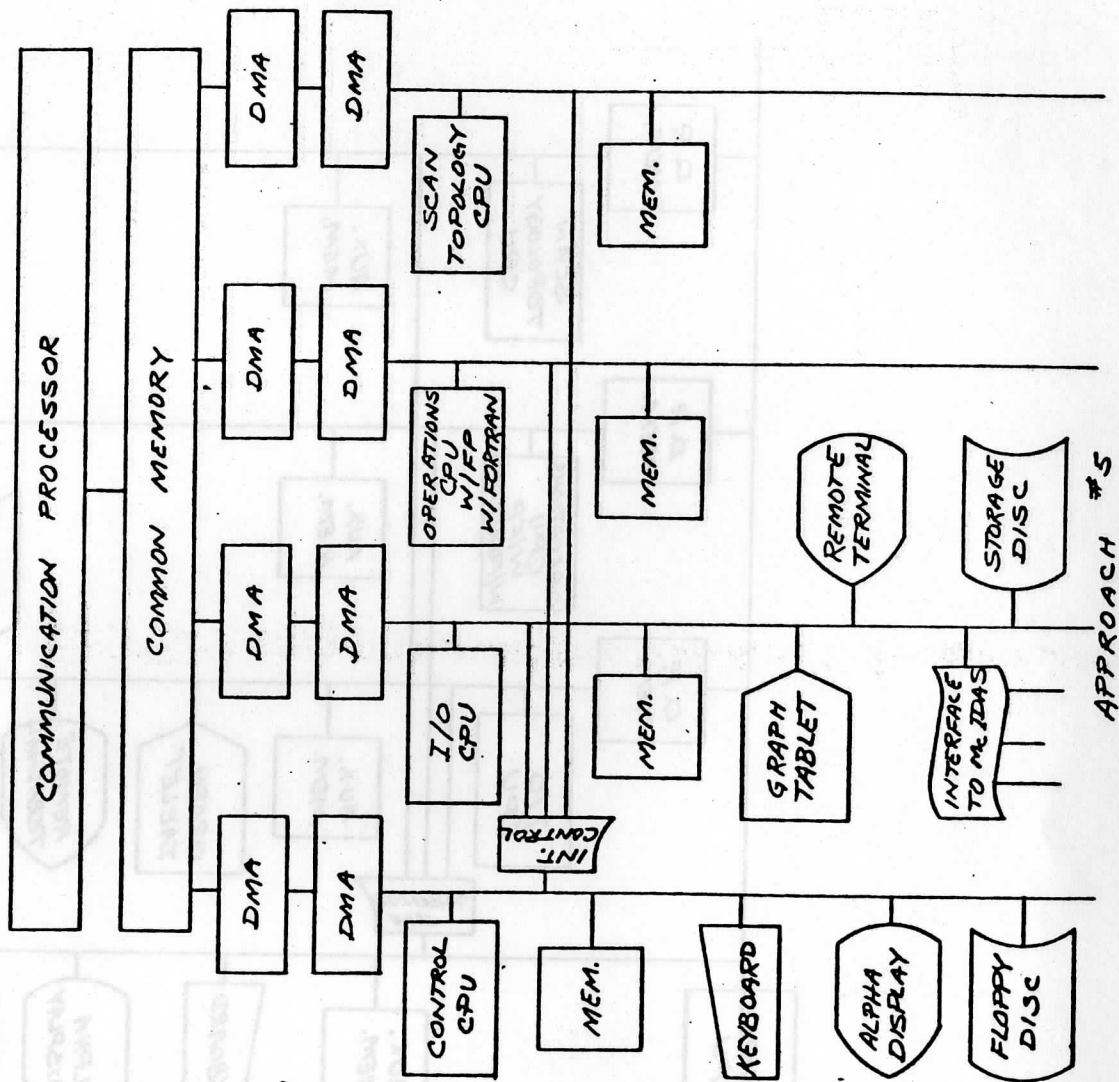 COMMUNICATION PROCESSOR
COMMON MEMORY
DMA
DMA
DMA
DMA
DMA
DMA
DMA
DMA
CONTROL
CPU
I/O
CPU
OPERATIONS
CPU
W/FP
W/FORTRAN
SCAN
TOPOLOGY
CPU
INT.
CONTROL
MEM.
MEM.
MEM.
MEM.
KEYBOARD
GRAPH
TABLET
REMOTE
TERMINAL
ALPHA
DISPLAY
FLOPPY
DISC
INTERFACE
TO McIDAS
STORAGE
DISC
APPROACH #5